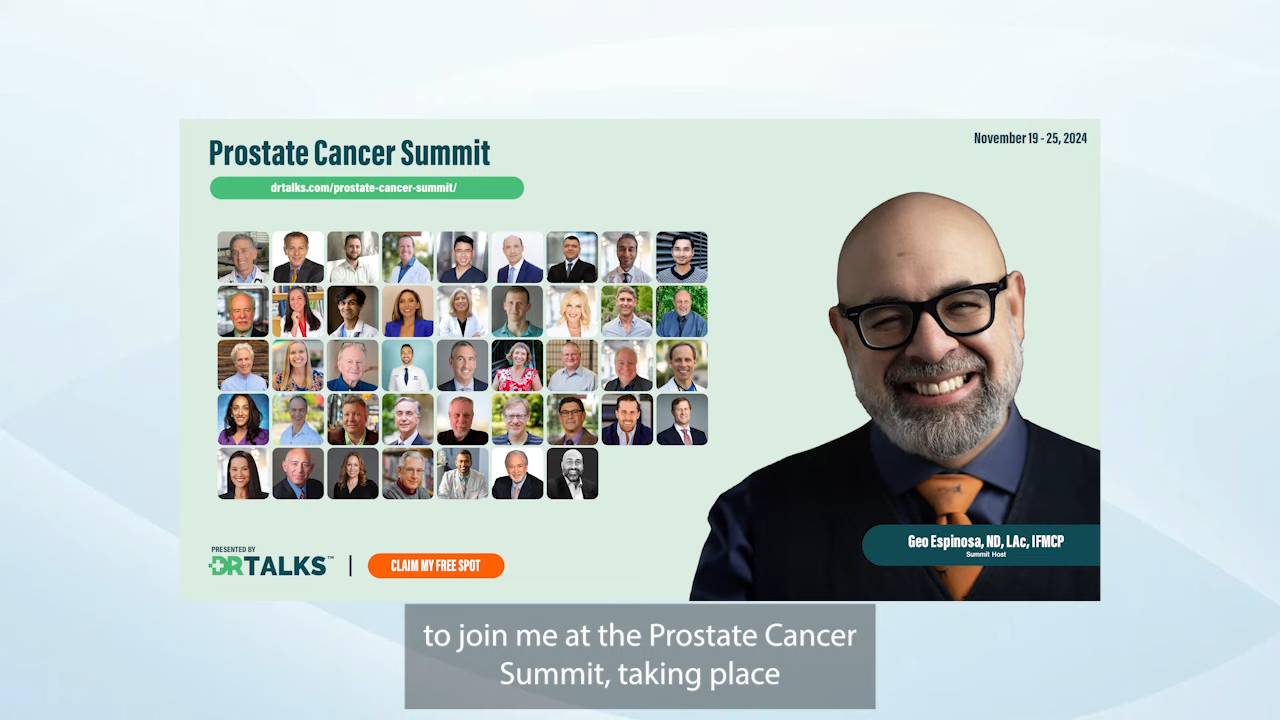 Prostate Cancer Summit
November 19 - 25, 2024
drtalks.com/prostate-cancer-summit/
Geo Espinosa, ND, LAc, IFMCP
Summit Host
PRESENTED BY
DRTALKS™
CLAIM MY FREE SPOT
to join me at the Prostate Cancer
Summit, taking place